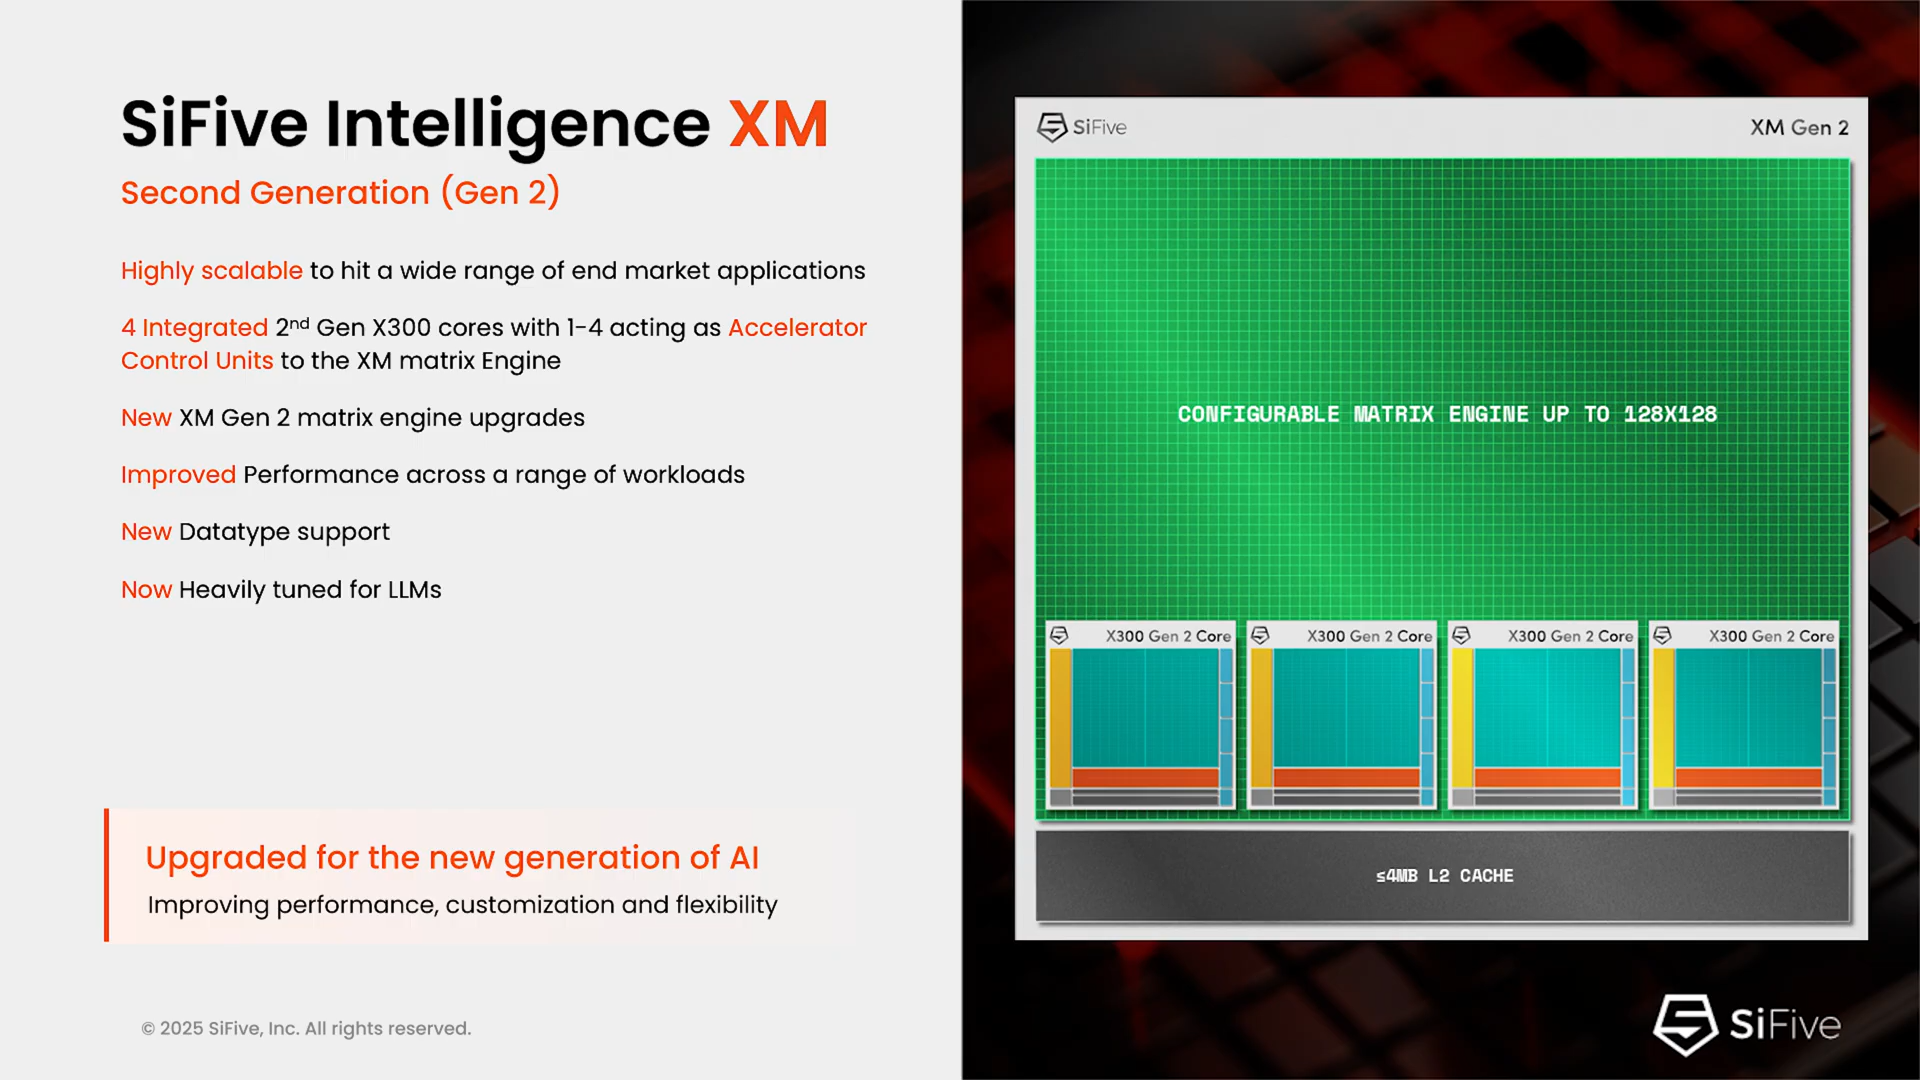 SiFive Intelligence XM
Second Generation (Gen 2)
Highly scalable to hit a wide range of end market applications
4 Integrated 2nd Gen X300 cores with 1-4 acting as Accelerator
Control Units to the XM matrix Engine
New XM Gen 2 matrix engine upgrades
Improved Performance across a range of workloads
New Datatype support
Now Heavily tuned for LLMs
Upgraded for the new generation of AI
Improving performance, customization and flexibility
© 2025 SiFive, Inc. All rights reserved.
SiFive
XM Gen 2
CONFIGURABLE MATRIX ENGINE UP TO 128X128
X300 Gen 2 Core
X300 Gen 2 Core
X300 Gen 2 Core
X300 Gen 2 Core
≤4MB L2 CACHE
SiFive